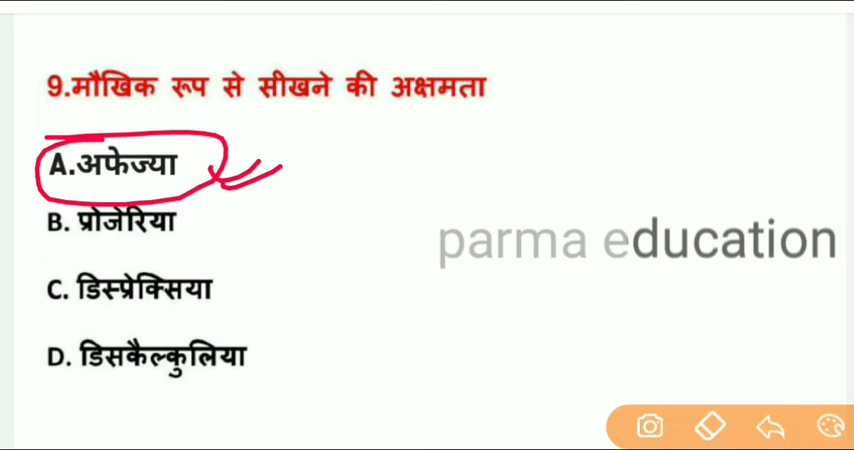 9.मौखिक रूप से सीखने की अक्षमता
A.अफेज्या
B. प्रोजेरिया
parma education
C. डिस्प्रेक्सिया
D. डिसकैल्कुलिया